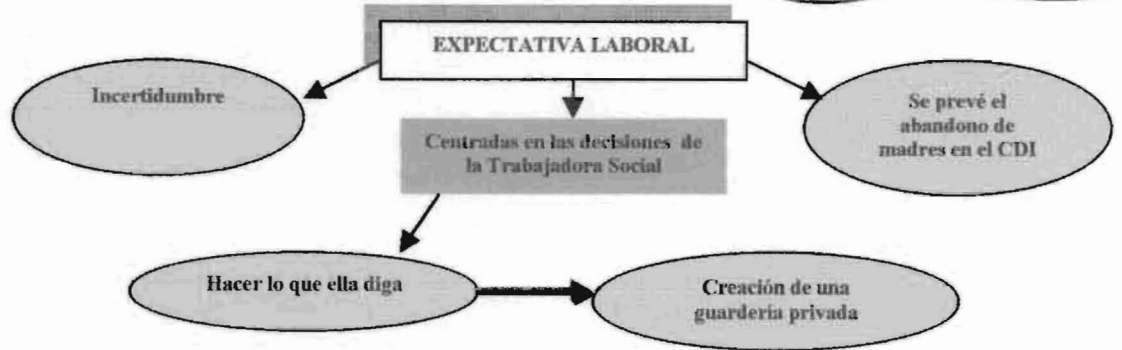 EXPECTATIVA LABORAL
Incertidumbre
Centradas en las decisiones de
la Trabajadora Social
Se prevé el
abandono de
madres en el CDI
Hacer lo que ella diga
Creación de una
guardería privada